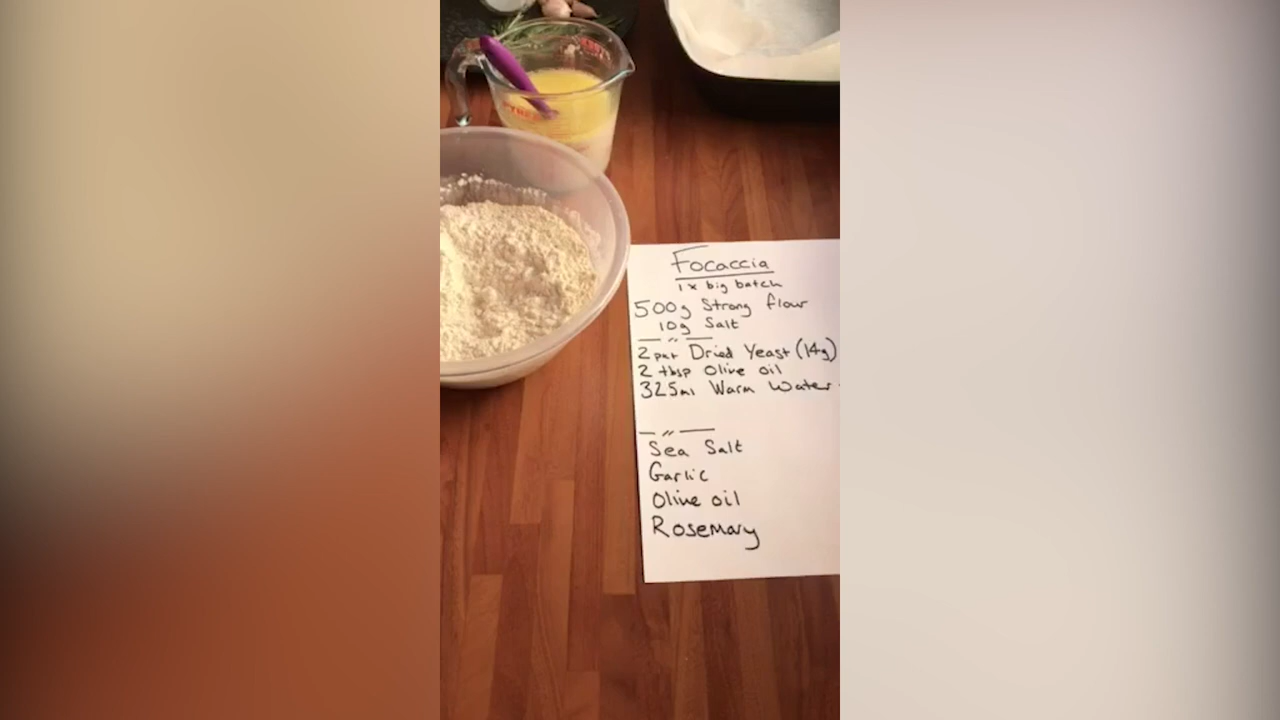 PYREX
Focaccia
1x big batch
500g Strong flour
10g Salt
— 〃 —
2 pkt Dried Yeast (14g)
2 tbsp Olive oil
325ml Warm Water
— 〃 —
Sea Salt
Garlic
Olive oil
Rosemary